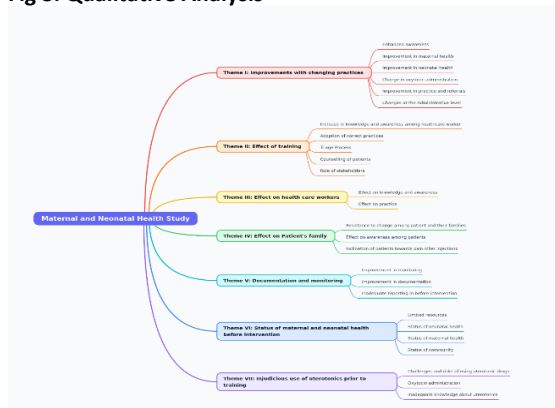 Fig 3: Qualitative Analysis
Maternal and Neonatal Health Study
Theme I: Improvements with changing practices
Enhanced awareness
Improvement in maternal health
Improvement in neonatal health
Change in oxytocin administration
Improvement in practice and referrals
Changes at the administrative level
Theme II: Effect of training
Increase in knowledge and awareness among healthcare worker
Adoption of correct practices
Triage Process
Counselling of patients
Role of stakeholders
Theme III: Effect on health care workers
Effect on knowledge and awareness
Effect on practice
Theme IV: Effect on Patient's family
Resistance to change among patient and their families
Effect on awareness among patients
Inclination of patients towards pain other injections
Theme V: Documentation and monitoring
Improvement in monitoring
Improvement in documentation
Inadequate reporting in before intervention
Theme VI: Status of maternal and neonatal health
before intervention
Limited resources
Status of neonatal health
Status of maternal health
Status of community
Theme VII: Injudicious use of uterotonics prior to
training
Challenges and risks of using uterotonic drugs
Oxytocin administration
Inadequate knowledge about uterotonics